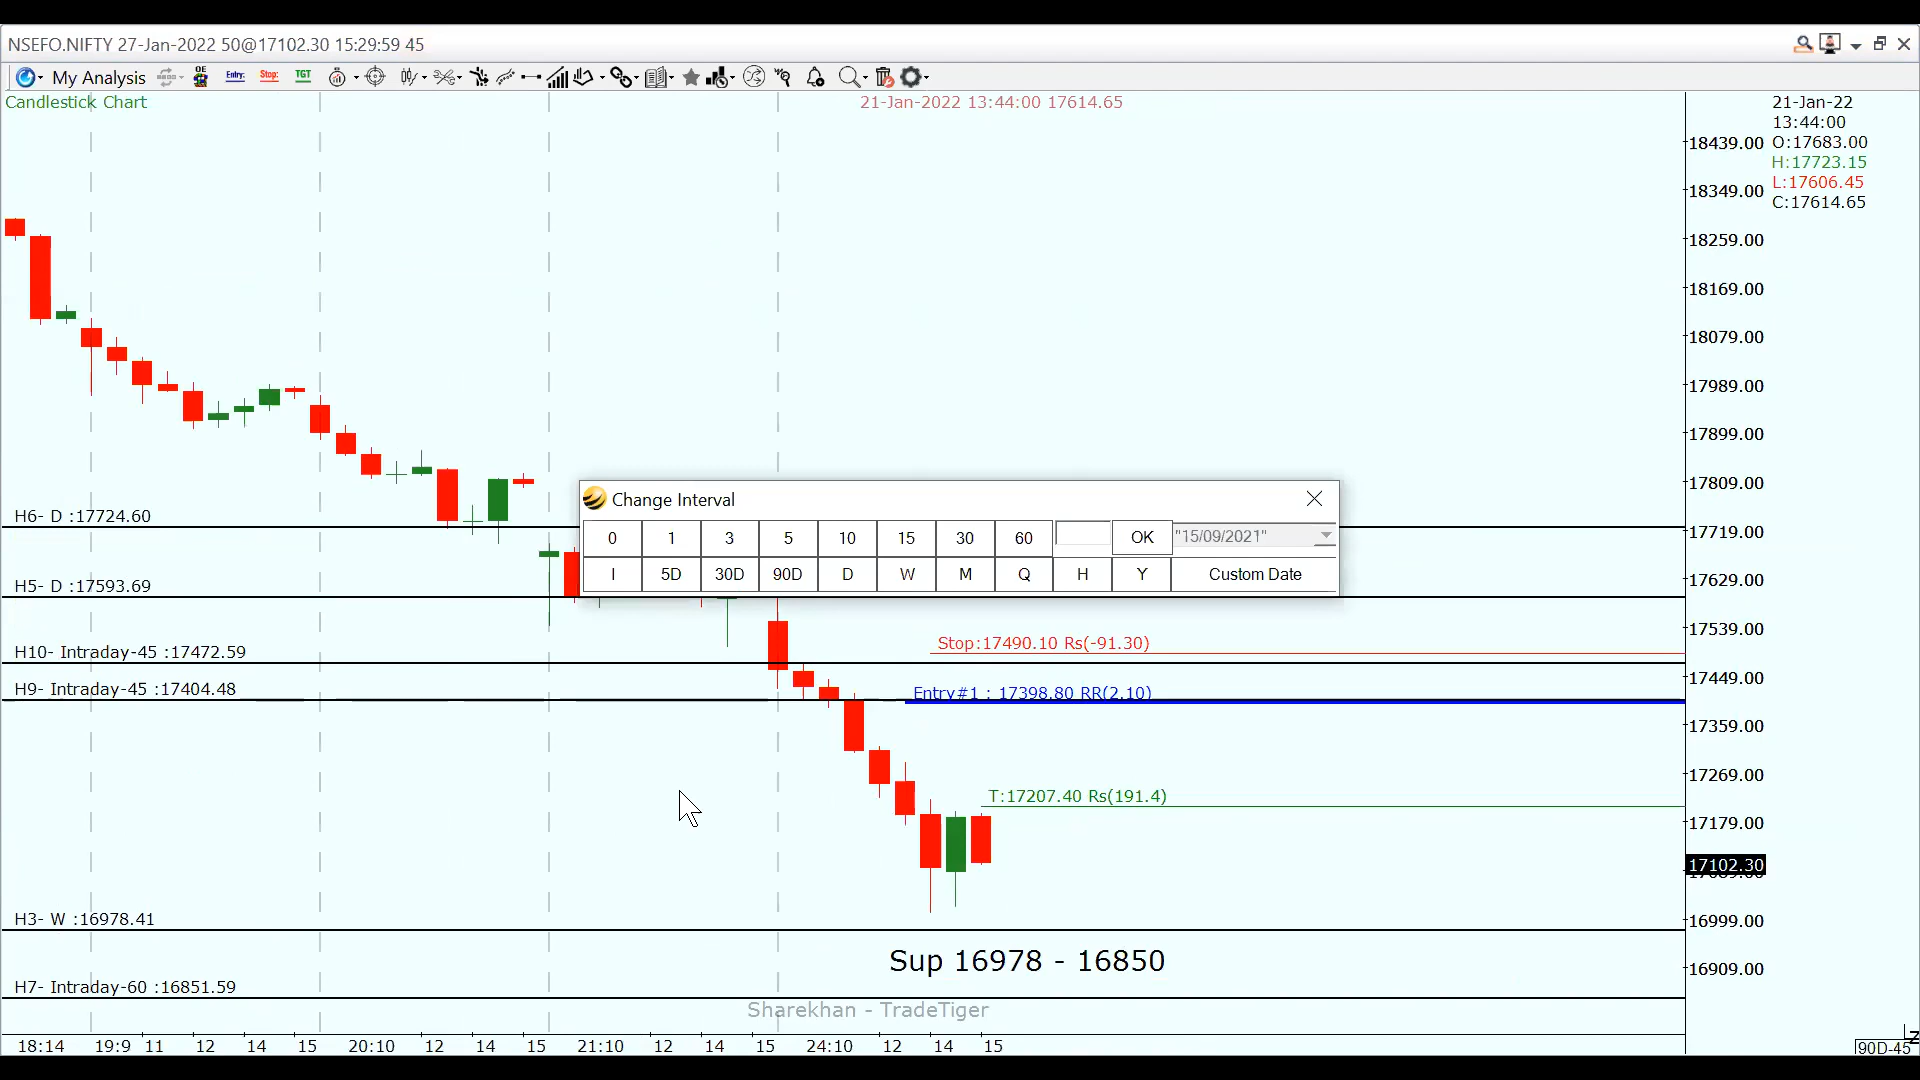 NSEFO.NIFTY 27-Jan-2022 50@17102.30 15:29:59 45
My Analysis OE Entry: Stop: TGT
Candlestick Chart
21-Jan-2022 13:44:00 17614.65
21-Jan-22
13:44:00
O:17683.00
H:17723.15
L:17606.45
C:17614.65
18439.00
18349.00
18259.00
18169.00
18079.00
17989.00
17899.00
17809.00
17719.00
17629.00
17539.00
17449.00
17359.00
17269.00
17179.00
17102.30
16999.00
16909.00
H6- D :17724.60
H5- D :17593.69
H10- Intraday-45 :17472.59
H9- Intraday-45 :17404.48
H3- W :16978.41
H7- Intraday-60 :16851.59
Change Interval
0 1 3 5 10 15 30 60 OK "15/09/2021"
I 5D 30D 90D D W M Q H Y Custom Date
Stop:17490.10 Rs(-91.30)
Entry#1 : 17398.80 RR(2.10)
T:17207.40 Rs(191.4)
Sup 16978 - 16850
Sharekhan - TradeTiger
18:14 19:9 11 12 14 15 20:10 12 14 15 21:10 12 14 15 24:10 12 14 15
90D-45